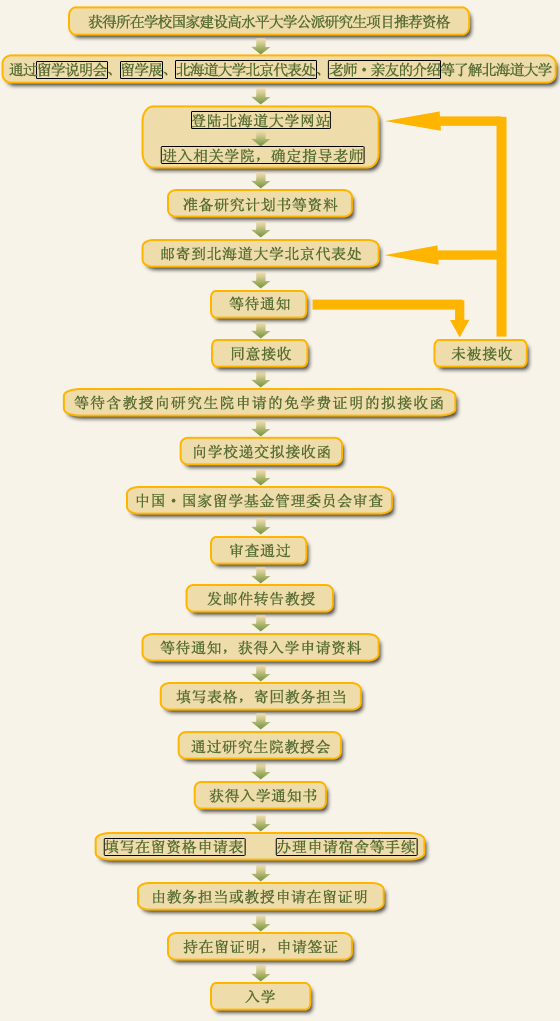 获得所在学校国家建设高水平大学公派研究生项目推荐资格
通过留学说明会、留学展、北海道大学北京代表处、老师·亲友的介绍等了解北海道大学
登陆北海道大学网站
进入相关学院，确定指导老师
准备研究计划书等资料
邮寄到北海道大学北京代表处
等待通知
同意接收
未被接收
等待含教授向研究生院申请的免学费证明的拟接收函
向学校递交拟接收函
中国·国家留学基金管理委员会审查
审查通过
发邮件转告教授
等待通知，获得入学申请资料
填写表格，寄回教务担当
通过研究生院教授会
获得入学通知书
填写在留资格申请表 办理申请宿舍等手续
由教务担当或教授申请在留证明
持在留证明，申请签证
入学